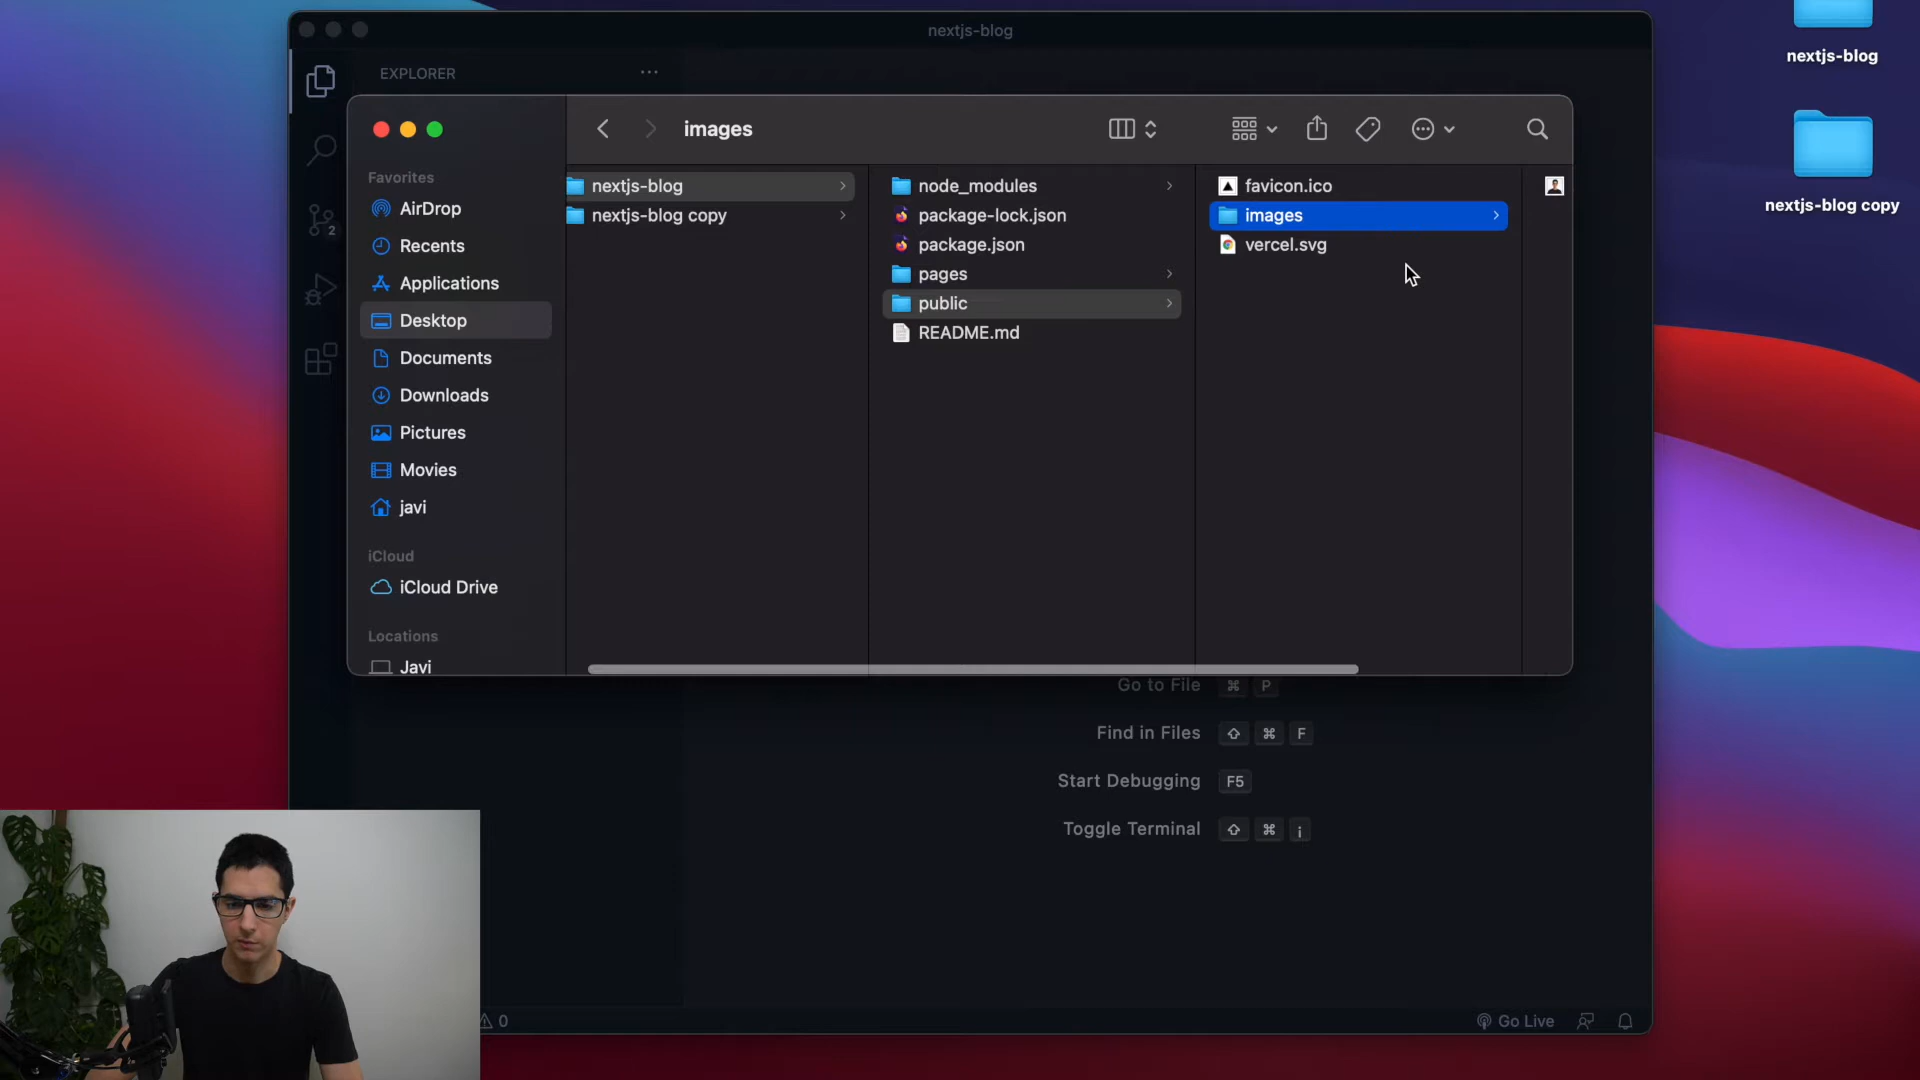 nextjs-blog
EXPLORER
nextjs-blog
nextjs-blog copy
images
Favorites
AirDrop
Recents
Applications
Desktop
Documents
Downloads
Pictures
Movies
javi
iCloud
iCloud Drive
Locations
Javi
nextjs-blog
nextjs-blog copy
node_modules
package-lock.json
package.json
pages
public
README.md
favicon.ico
images
vercel.svg
2
Go to File ⌘ P
Find in Files ⇧ ⌘ F
Start Debugging F5
Toggle Terminal ⇧ ⌘ ¡
0
Go Live